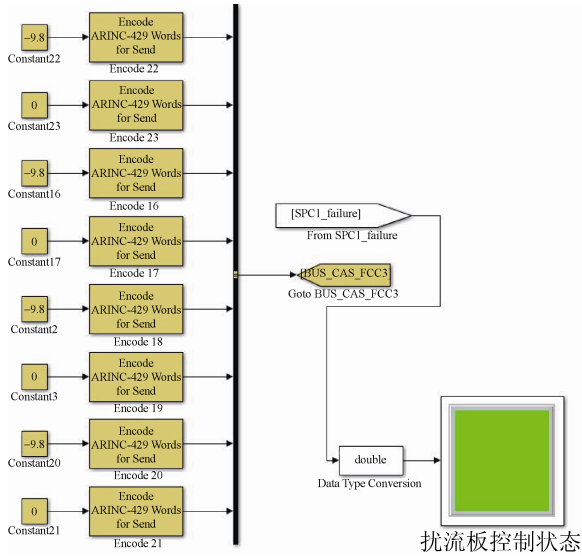 −9.8
Constant22
Encode
ARINC-429 Words
for Send
Encode 22
0
Constant23
Encode
ARINC-429 Words
for Send
Encode 23
−9.8
Constant16
Encode
ARINC-429 Words
for Send
Encode 16
0
Constant17
Encode
ARINC-429 Words
for Send
Encode 17
−9.8
Constant2
Encode
ARINC-429 Words
for Send
Encode 18
0
Constant3
Encode
ARINC-429 Words
for Send
Encode 19
−9.8
Constant20
Encode
ARINC-429 Words
for Send
Encode 20
0
Constant21
Encode
ARINC-429 Words
for Send
Encode 21
[SPC1_failure]
From SPC1_failure
[BUS_CAS_FCC3]
Goto BUS_CAS_FCC3
double
Data Type Conversion
扰流板控制状态